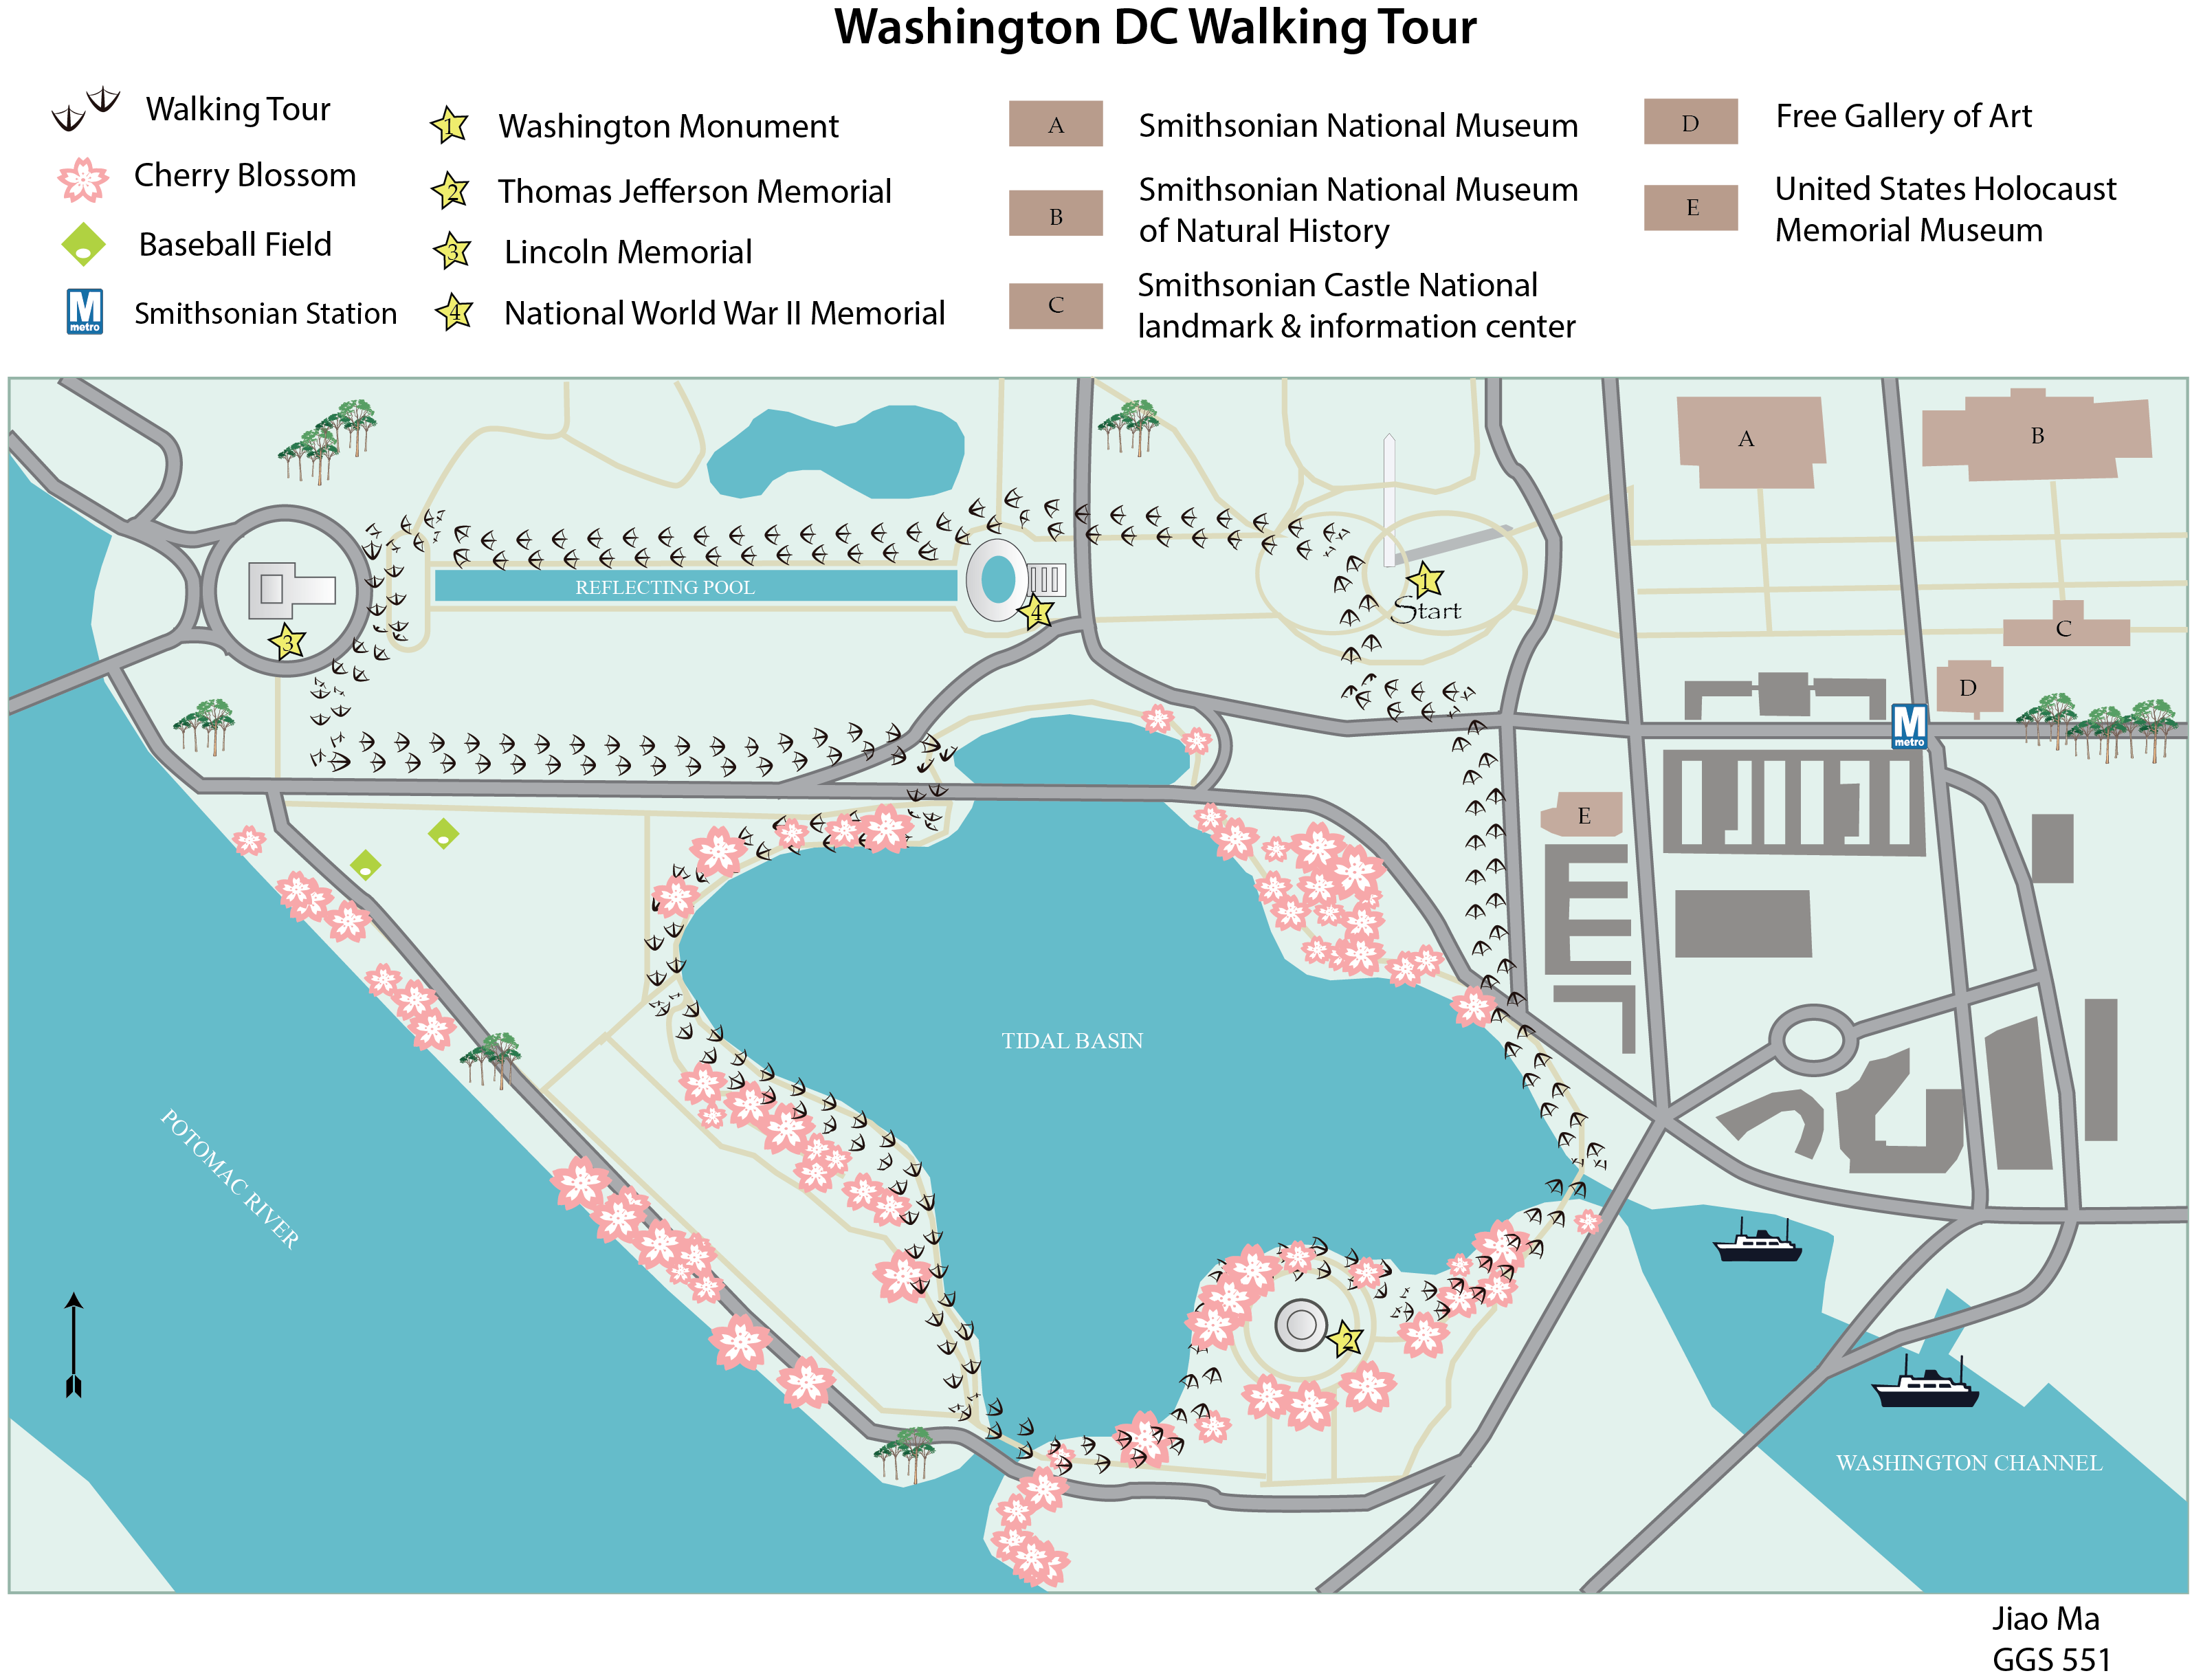 Washington DC Walking Tour
Walking Tour
Cherry Blossom
Baseball Field
M
metro
Smithsonian Station
1
Washington Monument
2
Thomas Jefferson Memorial
3
Lincoln Memorial
4
National World War II Memorial
A
Smithsonian National Museum
B
Smithsonian National Museum
of Natural History
C
Smithsonian Castle National
landmark & information center
D
Free Gallery of Art
E
United States Holocaust
Memorial Museum
A
B
REFLECTING POOL
1
Start
4
3
C
D
M
metro
E
TIDAL BASIN
POTOMAC RIVER
2
WASHINGTON CHANNEL
Jiao Ma
GGS 551